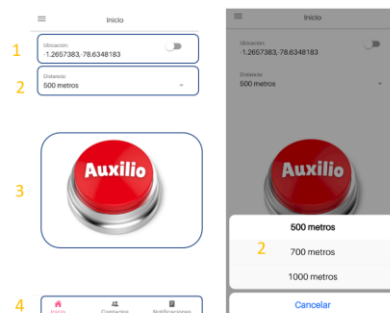 Inicio
1
Ubicación:
-1.2657383,-78.6348183
2
Distancia:
500 metros
3
Auxilio
4
Inicio
Contactos
Notificaciones
Inicio
Ubicación:
-1.2657383,-78.6348183
Distancia:
500 metros
Auxilio
500 metros
2
700 metros
1000 metros
Cancelar